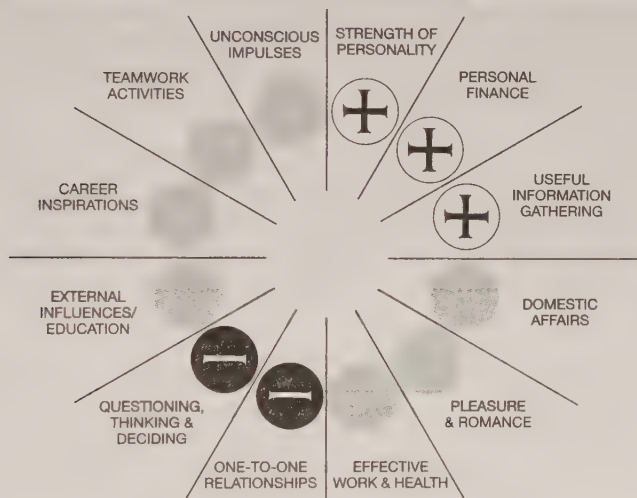 UNCONSCIOUS
IMPULSES
STRENGTH OF
PERSONALITY
PERSONAL
FINANCE
USEFUL
INFORMATION
GATHERING
DOMESTIC
AFFAIRS
PLEASURE
& ROMANCE
EFFECTIVE
WORK & HEALTH
ONE-TO-ONE
RELATIONSHIPS
QUESTIONING,
THINKING &
DECIDING
EXTERNAL
INFLUENCES/
EDUCATION
CAREER
INSPIRATIONS
TEAMWORK
ACTIVITIES